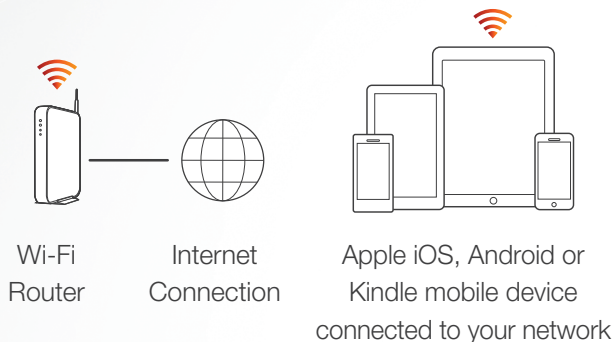 Wi-Fi
Router
Internet
Connection
Apple iOS, Android or
Kindle mobile device
connected to your network